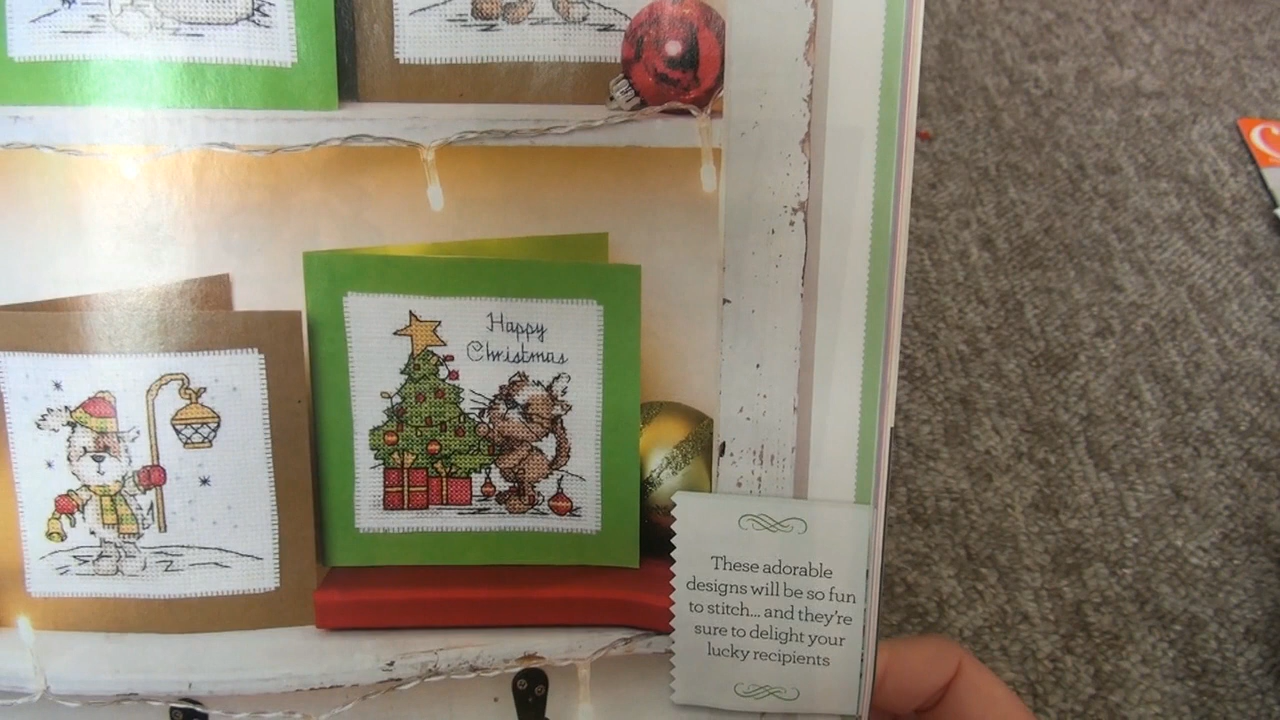 Happy
Christmas
These adorable
designs will be so fun
to stitch... and they're
sure to delight your
lucky recipients